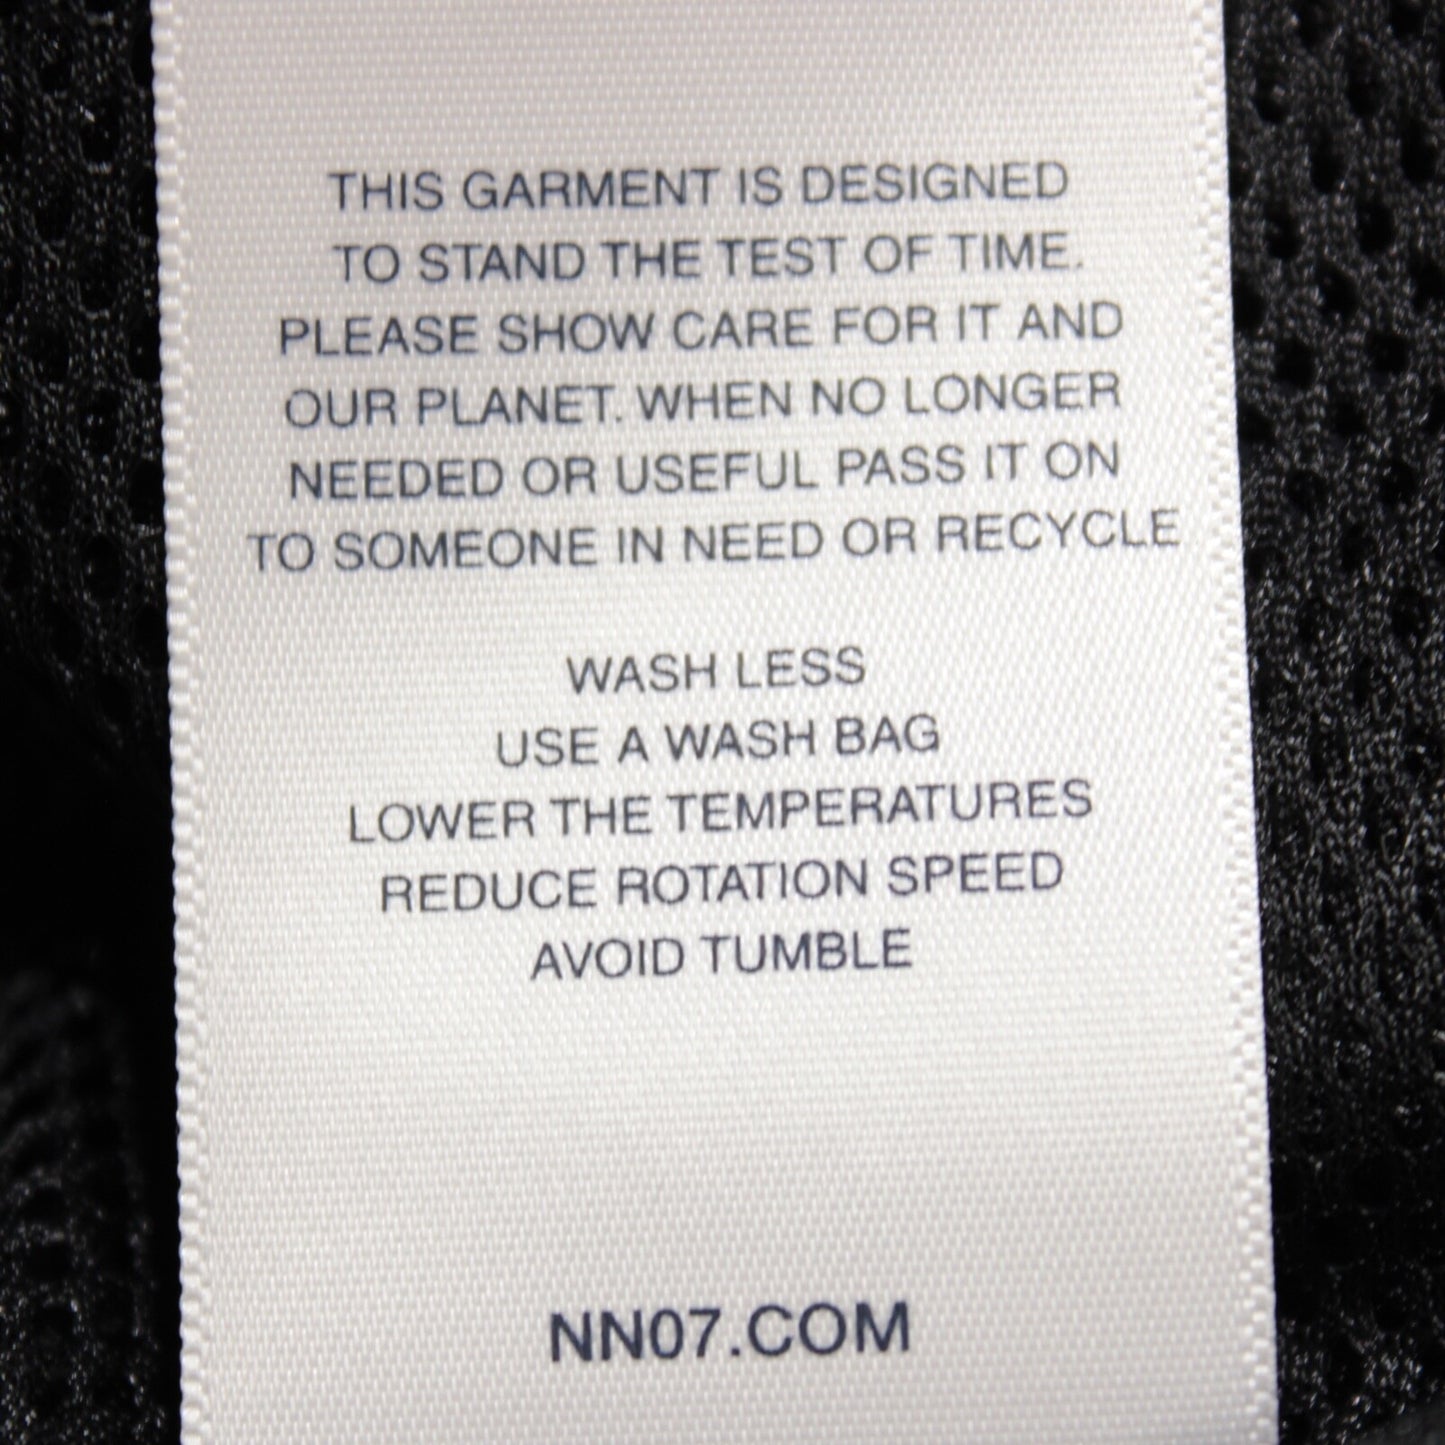 THIS GARMENT IS DESIGNED
TO STAND THE TEST OF TIME.
PLEASE SHOW CARE FOR IT AND
OUR PLANET. WHEN NO LONGER
NEEDED OR USEFUL PASS IT ON
TO SOMEONE IN NEED OR RECYCLE
WASH LESS
USE A WASH BAG
LOWER THE TEMPERATURES
REDUCE ROTATION SPEED
AVOID TUMBLE
NN07.COM